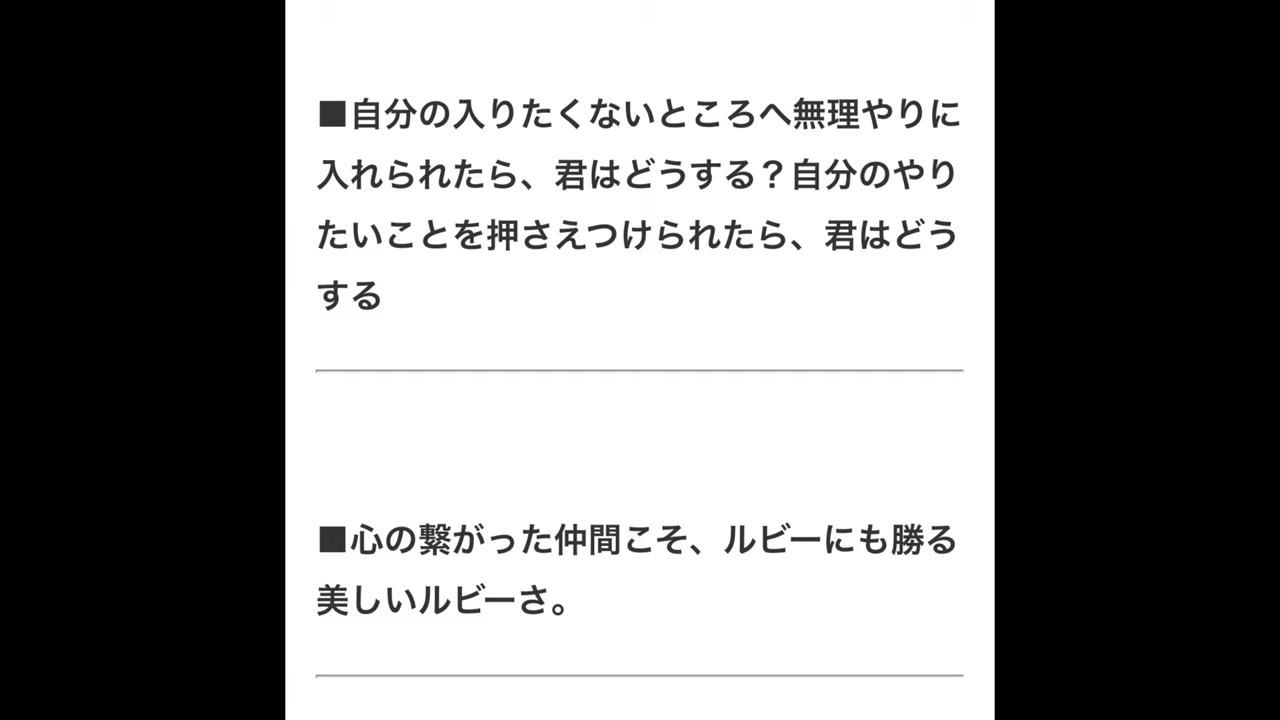 ■自分の入りたくないところへ無理やりに
入れられたら、君はどうする？自分のやり
たいことを押さえつけられたら、君はどう
する
■心の繋がった仲間こそ、ルビーにも勝る
美しいルビーさ。